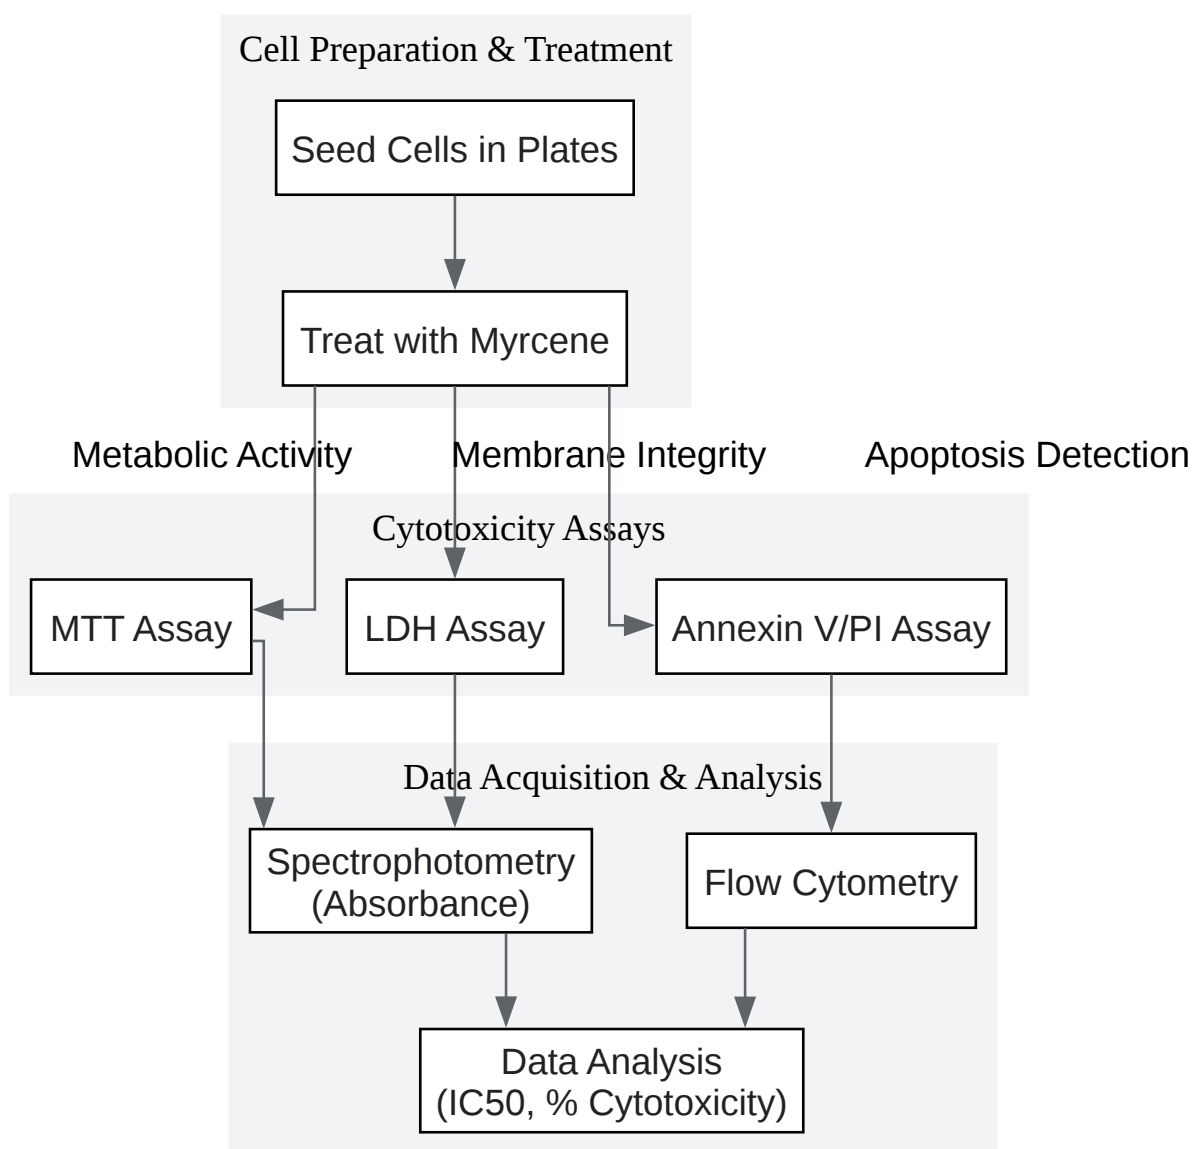 Cell Preparation & Treatment
Seed Cells in Plates
Treat with Myrcene
Metabolic Activity
Membrane Integrity
Apoptosis Detection
Cytotoxicity Assays
MTT Assay
LDH Assay
Annexin V/PI Assay
Data Acquisition & Analysis
Spectrophotometry
(Absorbance)
Flow Cytometry
Data Analysis
(IC50, % Cytotoxicity)